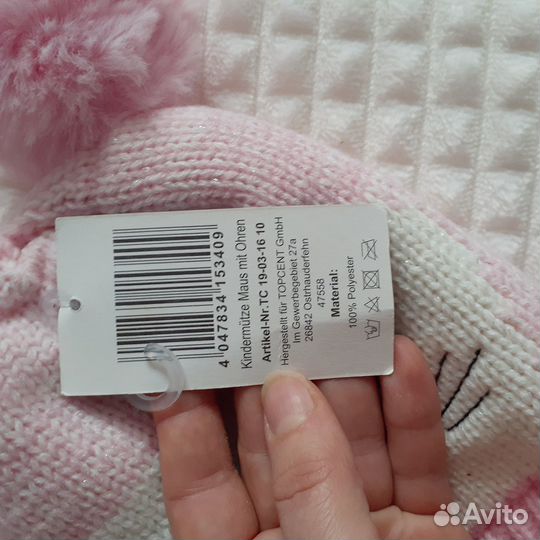 4 047834 153409
Kindermütze Maus mit Ohren
Artikel-Nr.TC 19-03-16 10
Hergestellt für TOPCENT GmbH
Im Gewerbegebiet 27a
26842 Ostrhauderfehn
47558
Material:
100% Polyester
Avito